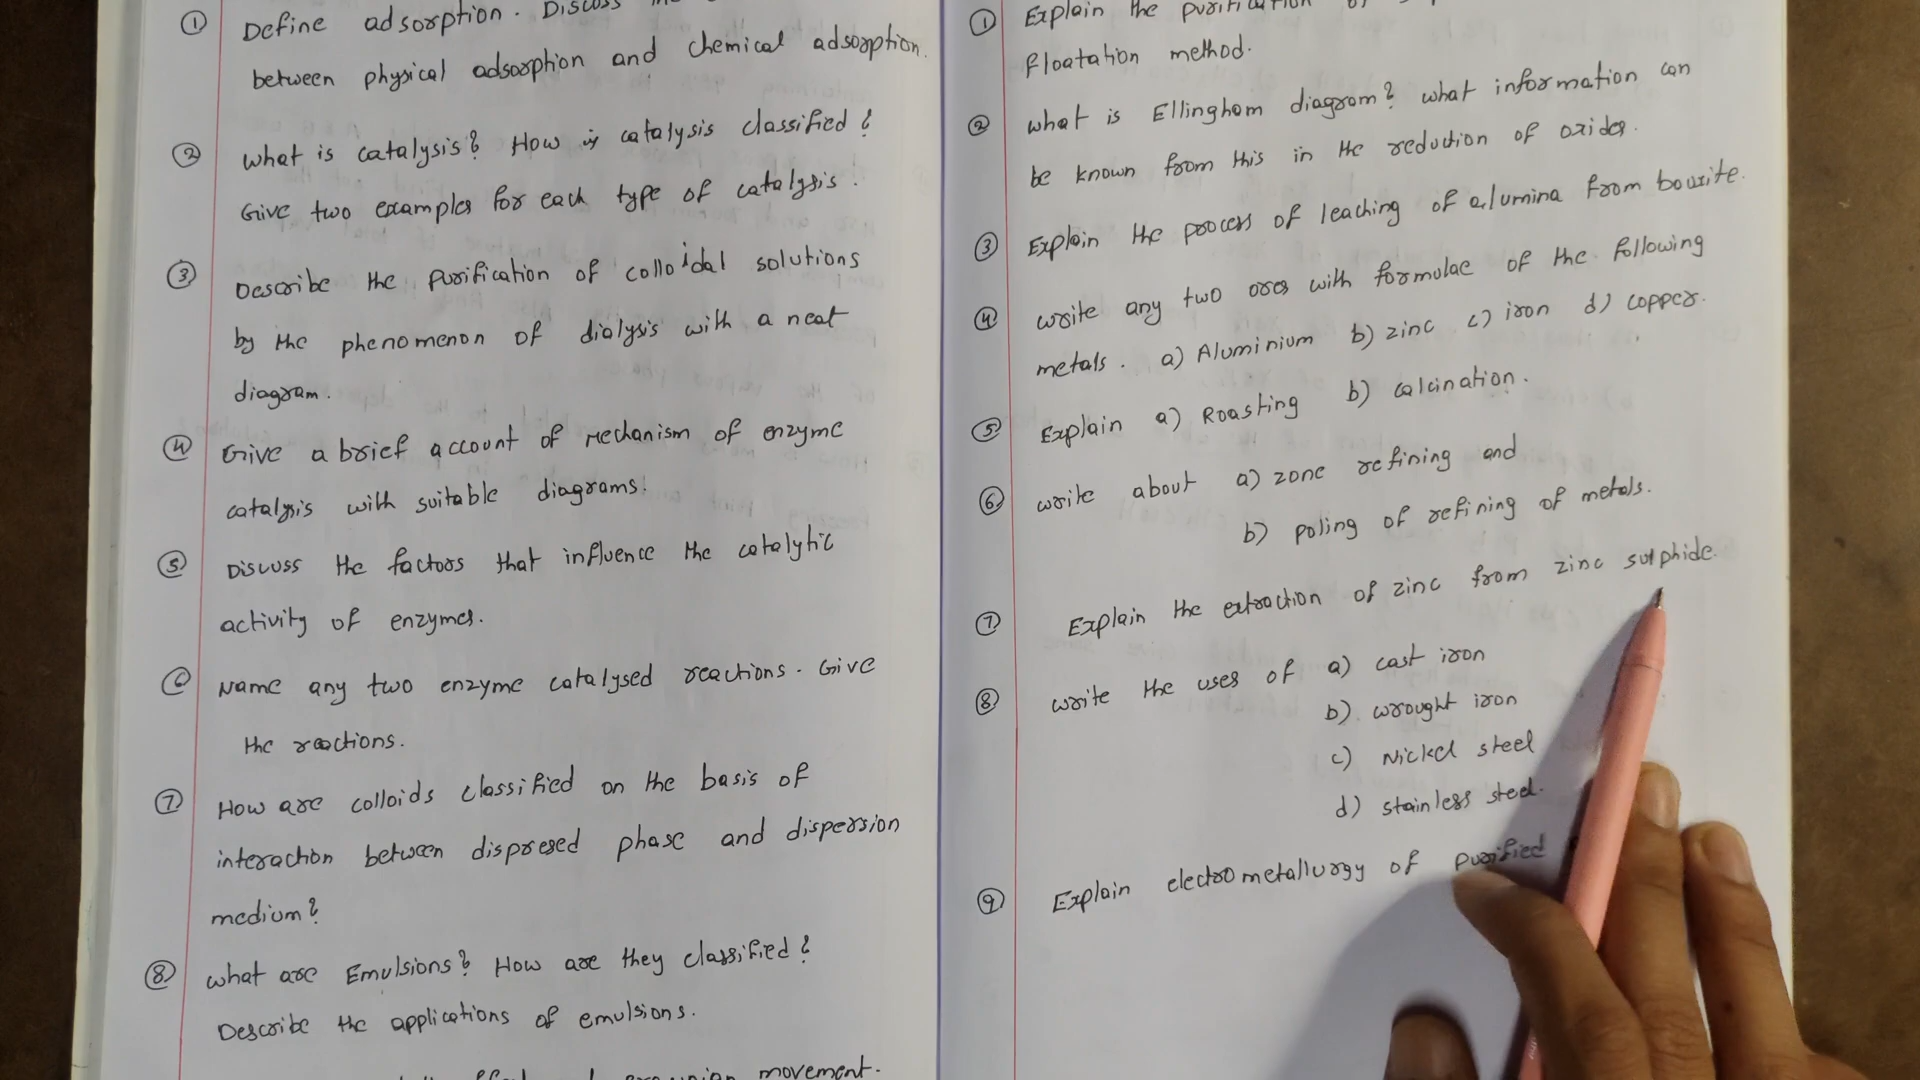 ① Define adsorption. Discuss the
between physical adsorption and chemical adsorption.
② What is catalysis? How is catalysis classified?
Give two examples for each type of catalysis.
③ Describe the purification of colloidal solutions
by the phenomenon of dialysis with a neat
diagram.
④ Give a brief account of mechanism of enzyme
catalysis with suitable diagrams.
⑤ Discuss the factors that influence the catalytic
activity of enzymes.
⑥ Name any two enzyme catalysed reactions. Give
the reactions.
⑦ How are colloids classified on the basis of
interaction between dispresed phase and dispersion
medium?
⑧ what are Emulsions? How are they classified?
Describe the applications of emulsions.
movement.
① Explain the purification of
floatation method.
② what is Ellingham diagram? what information can
be known from this in the reduction of oxides.
③ Explain the process of leaching of alumina from bauxite.
④ write any two ores with formulae of the following
metals. a) Aluminium b) zinc c) iron d) copper.
⑤ Explain a) Roasting b) calcination.
⑥ write about a) zone refining and
b) poling of refining of metals.
⑦ Explain the extraction of zinc from zinc sulphide.
⑧ write the uses of a) cast iron
b) wrought iron
c) Nickel steel
d) stainless steel.
⑨ Explain electrometallurgy of purified